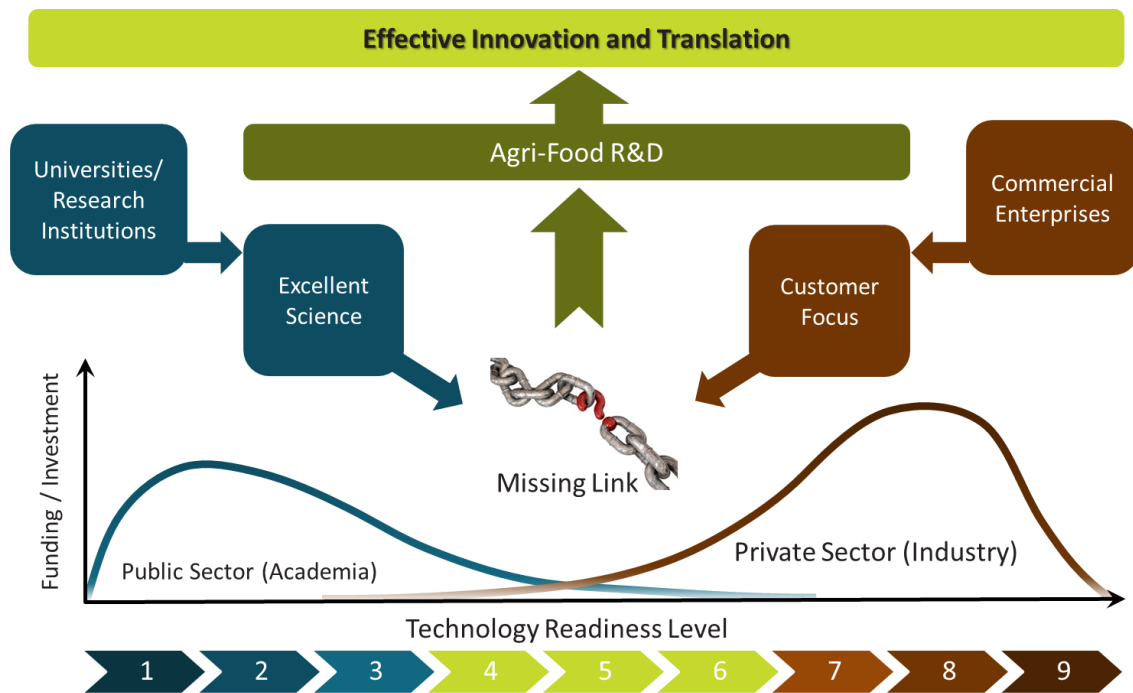 Effective Innovation and Translation
Agri-Food R&D
Universities/
Research
Institutions
Commercial
Enterprises
Excellent
Science
Customer
Focus
Missing Link
Funding / Investment
Public Sector (Academia)
Private Sector (Industry)
Technology Readiness Level
1 2 3 4 5 6 7 8 9